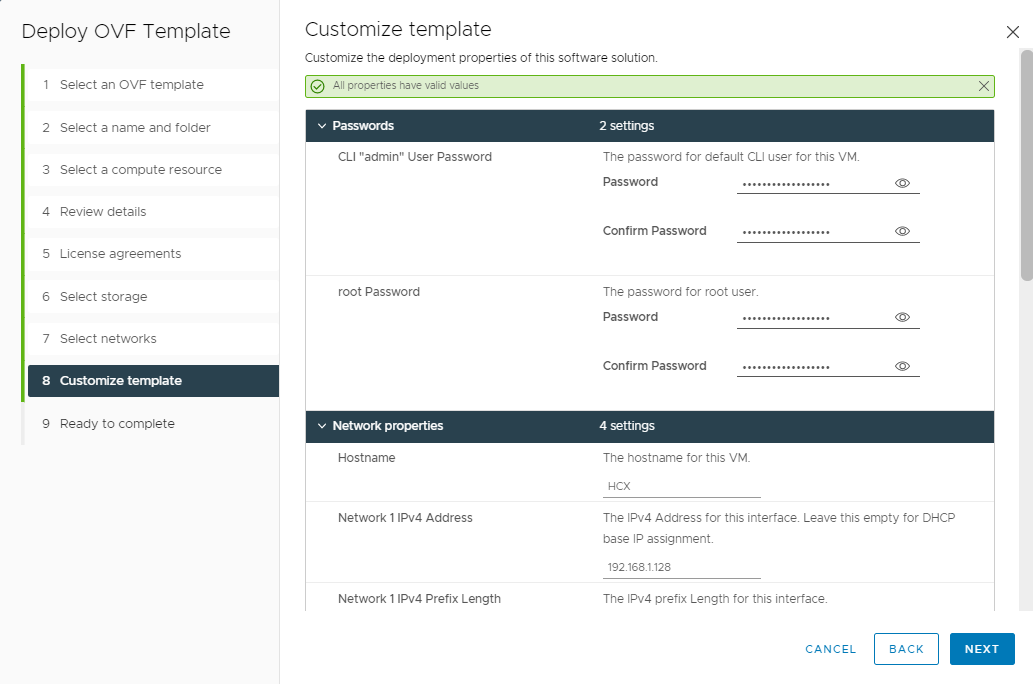 Deploy OVF Template
1 Select an OVF template
2 Select a name and folder
3 Select a compute resource
4 Review details
5 License agreements
6 Select storage
7 Select networks
8 Customize template
9 Ready to complete
Customize template
Customize the deployment properties of this software solution.
All properties have valid values
Passwords 2 settings
CLI "admin" User Password The password for default CLI user for this VM.
Password ••••••••••••••••••
Confirm Password ••••••••••••••••••
root Password The password for root user.
Password ••••••••••••••••••
Confirm Password ••••••••••••••••••
Network properties 4 settings
Hostname The hostname for this VM.
HCX
Network 1 IPv4 Address The IPv4 Address for this interface. Leave this empty for DHCP
base IP assignment.
192.168.1.128
Network 1 IPv4 Prefix Length The IPv4 prefix Length for this interface.
CANCEL BACK NEXT